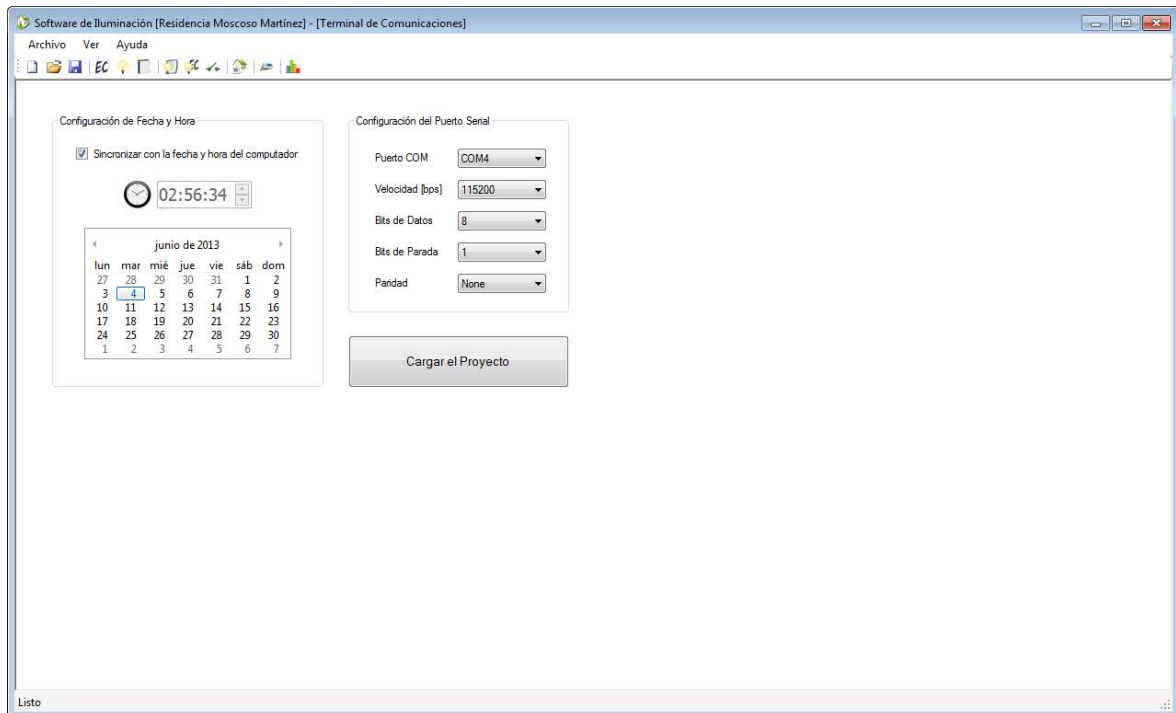 Software de Iluminación [Residencia Moscoso Martínez] - [Terminal de Comunicaciones]
Archivo Ver Ayuda
EC
Configuración de Fecha y Hora
Sincronizar con la fecha y hora del computador
02:56:34
junio de 2013
lun mar mié jue vie sáb dom
27 28 29 30 31 1 2
3 4 5 6 7 8 9
10 11 12 13 14 15 16
17 18 19 20 21 22 23
24 25 26 27 28 29 30
1 2 3 4 5 6 7
Configuración del Puerto Serial
Puerto COM COM4
Velocidad [bps] 115200
Bits de Datos 8
Bits de Parada 1
Paridad None
Cargar el Proyecto
Listo